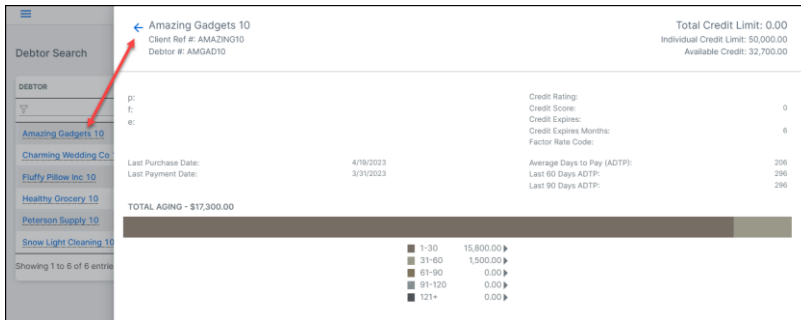 Debtor Search
DEBTOR
Amazing Gadgets 10
Charming Wedding Co
Fluffy Pillow Inc 10
Healthy Grocery 10
Peterson Supply 10
Snow Light Cleaning 10
Showing 1 to 6 of 6 entrie
Amazing Gadgets 10
Client Ref #: AMAZING10
Debtor #: AMGAD10
Total Credit Limit: 0.00
Individual Credit Limit: 50,000.00
Available Credit: 32,700.00
p:
f:
e:
Credit Rating:
Credit Score: 0
Credit Expires:
Credit Expires Months: 6
Factor Rate Code:
Last Purchase Date: 4/19/2023
Last Payment Date: 3/31/2023
Average Days to Pay (ADTP): 206
Last 60 Days ADTP: 296
Last 90 Days ADTP: 296
TOTAL AGING - $17,300.00
1-30 15,800.00
31-60 1,500.00
61-90 0.00
91-120 0.00
121+ 0.00